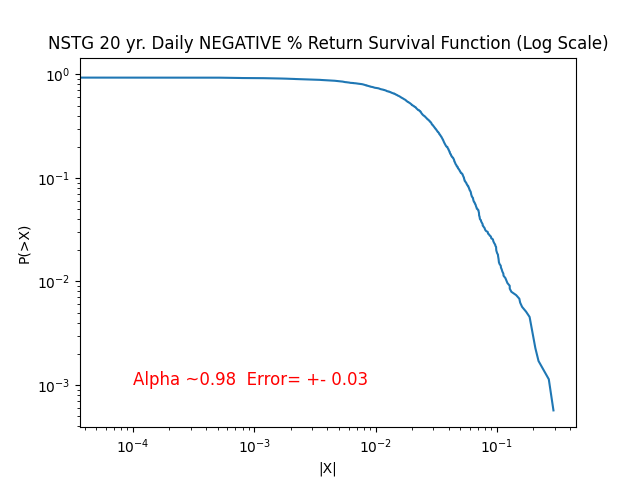 NSTG 20 yr. Daily NEGATIVE % Return Survival Function (Log Scale)
10⁰
10⁻¹
10⁻²
10⁻³
P(>X)
Alpha ~0.98  Error= +- 0.03
10⁻⁴ 10⁻³ 10⁻² 10⁻¹
|X|